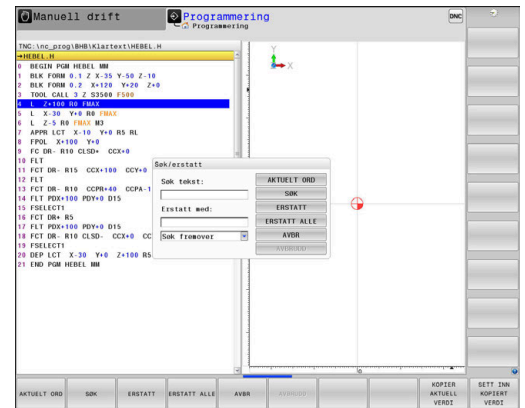 Manuell drift
Programmering
Programmering
DNC
TNC:\nc_prog\BHB\Klartext\HEBEL.H
→HEBEL.H
0 BEGIN PGM HEBEL MM
1 BLK FORM 0.1 Z X-35 Y-50 Z-10
2 BLK FORM 0.2 X+120 Y+20 Z+0
3 TOOL CALL 3 Z S3500 F500
4 L Z+100 R0 FMAX
5 L X-30 Y+0 R0 FMAX
6 L Z-5 R0 FMAX M3
7 APPR LCT X-10 Y+0 R5 RL
8 FPOL X+100 Y+0
9 FC DR- R10 CLSD+ CCX+0
10 FLT
11 FCT DR- R15 CCX+100 CCY+0
12 FLT
13 FCT DR- R10 CCPR+40 CCPA-1
14 FLT PDX+100 PDY+0 D15
15 FSELECT1
16 FCT DR+ R5
17 FLT PDX+100 PDY+0 D15
18 FCT DR- R10 CLSD- CCX+0 CC
19 FSELECT1
20 DEP LCT X-30 Y+0 Z+100 R5
21 END PGM HEBEL MM
Y
X
0
Søk/erstatt
Søk tekst:
Erstatt med:
Søk fremover
AKTUELT ORD
SØK
ERSTATT
ERSTATT ALLE
AVBR
AVBRUDD
AKTUELT ORD
SØK
ERSTATT
ERSTATT ALLE
AVBR
AVBRUDD
KOPIER
AKTUELL
VERDI
SETT INN
KOPIERT
VERDI